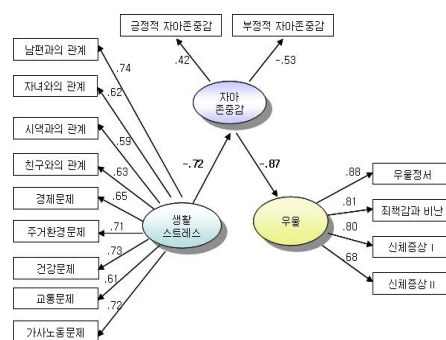 긍정적 자아존중감
부정적 자아존중감
남편과의 관계
.42
-.53
.74
자아
존중감
자녀와의 관계
.62
시댁과의 관계
.59
친구와의 관계
.63
-.72
-.87
경제문제
.65
.88
우울정서
주거환경문제
.71
생활
스트레스
우울
.81
죄책감과 비난
건강문제
.73
.80
신체증상 I
교통문제
.61
.68
신체증상 II
가사노동문제
.72